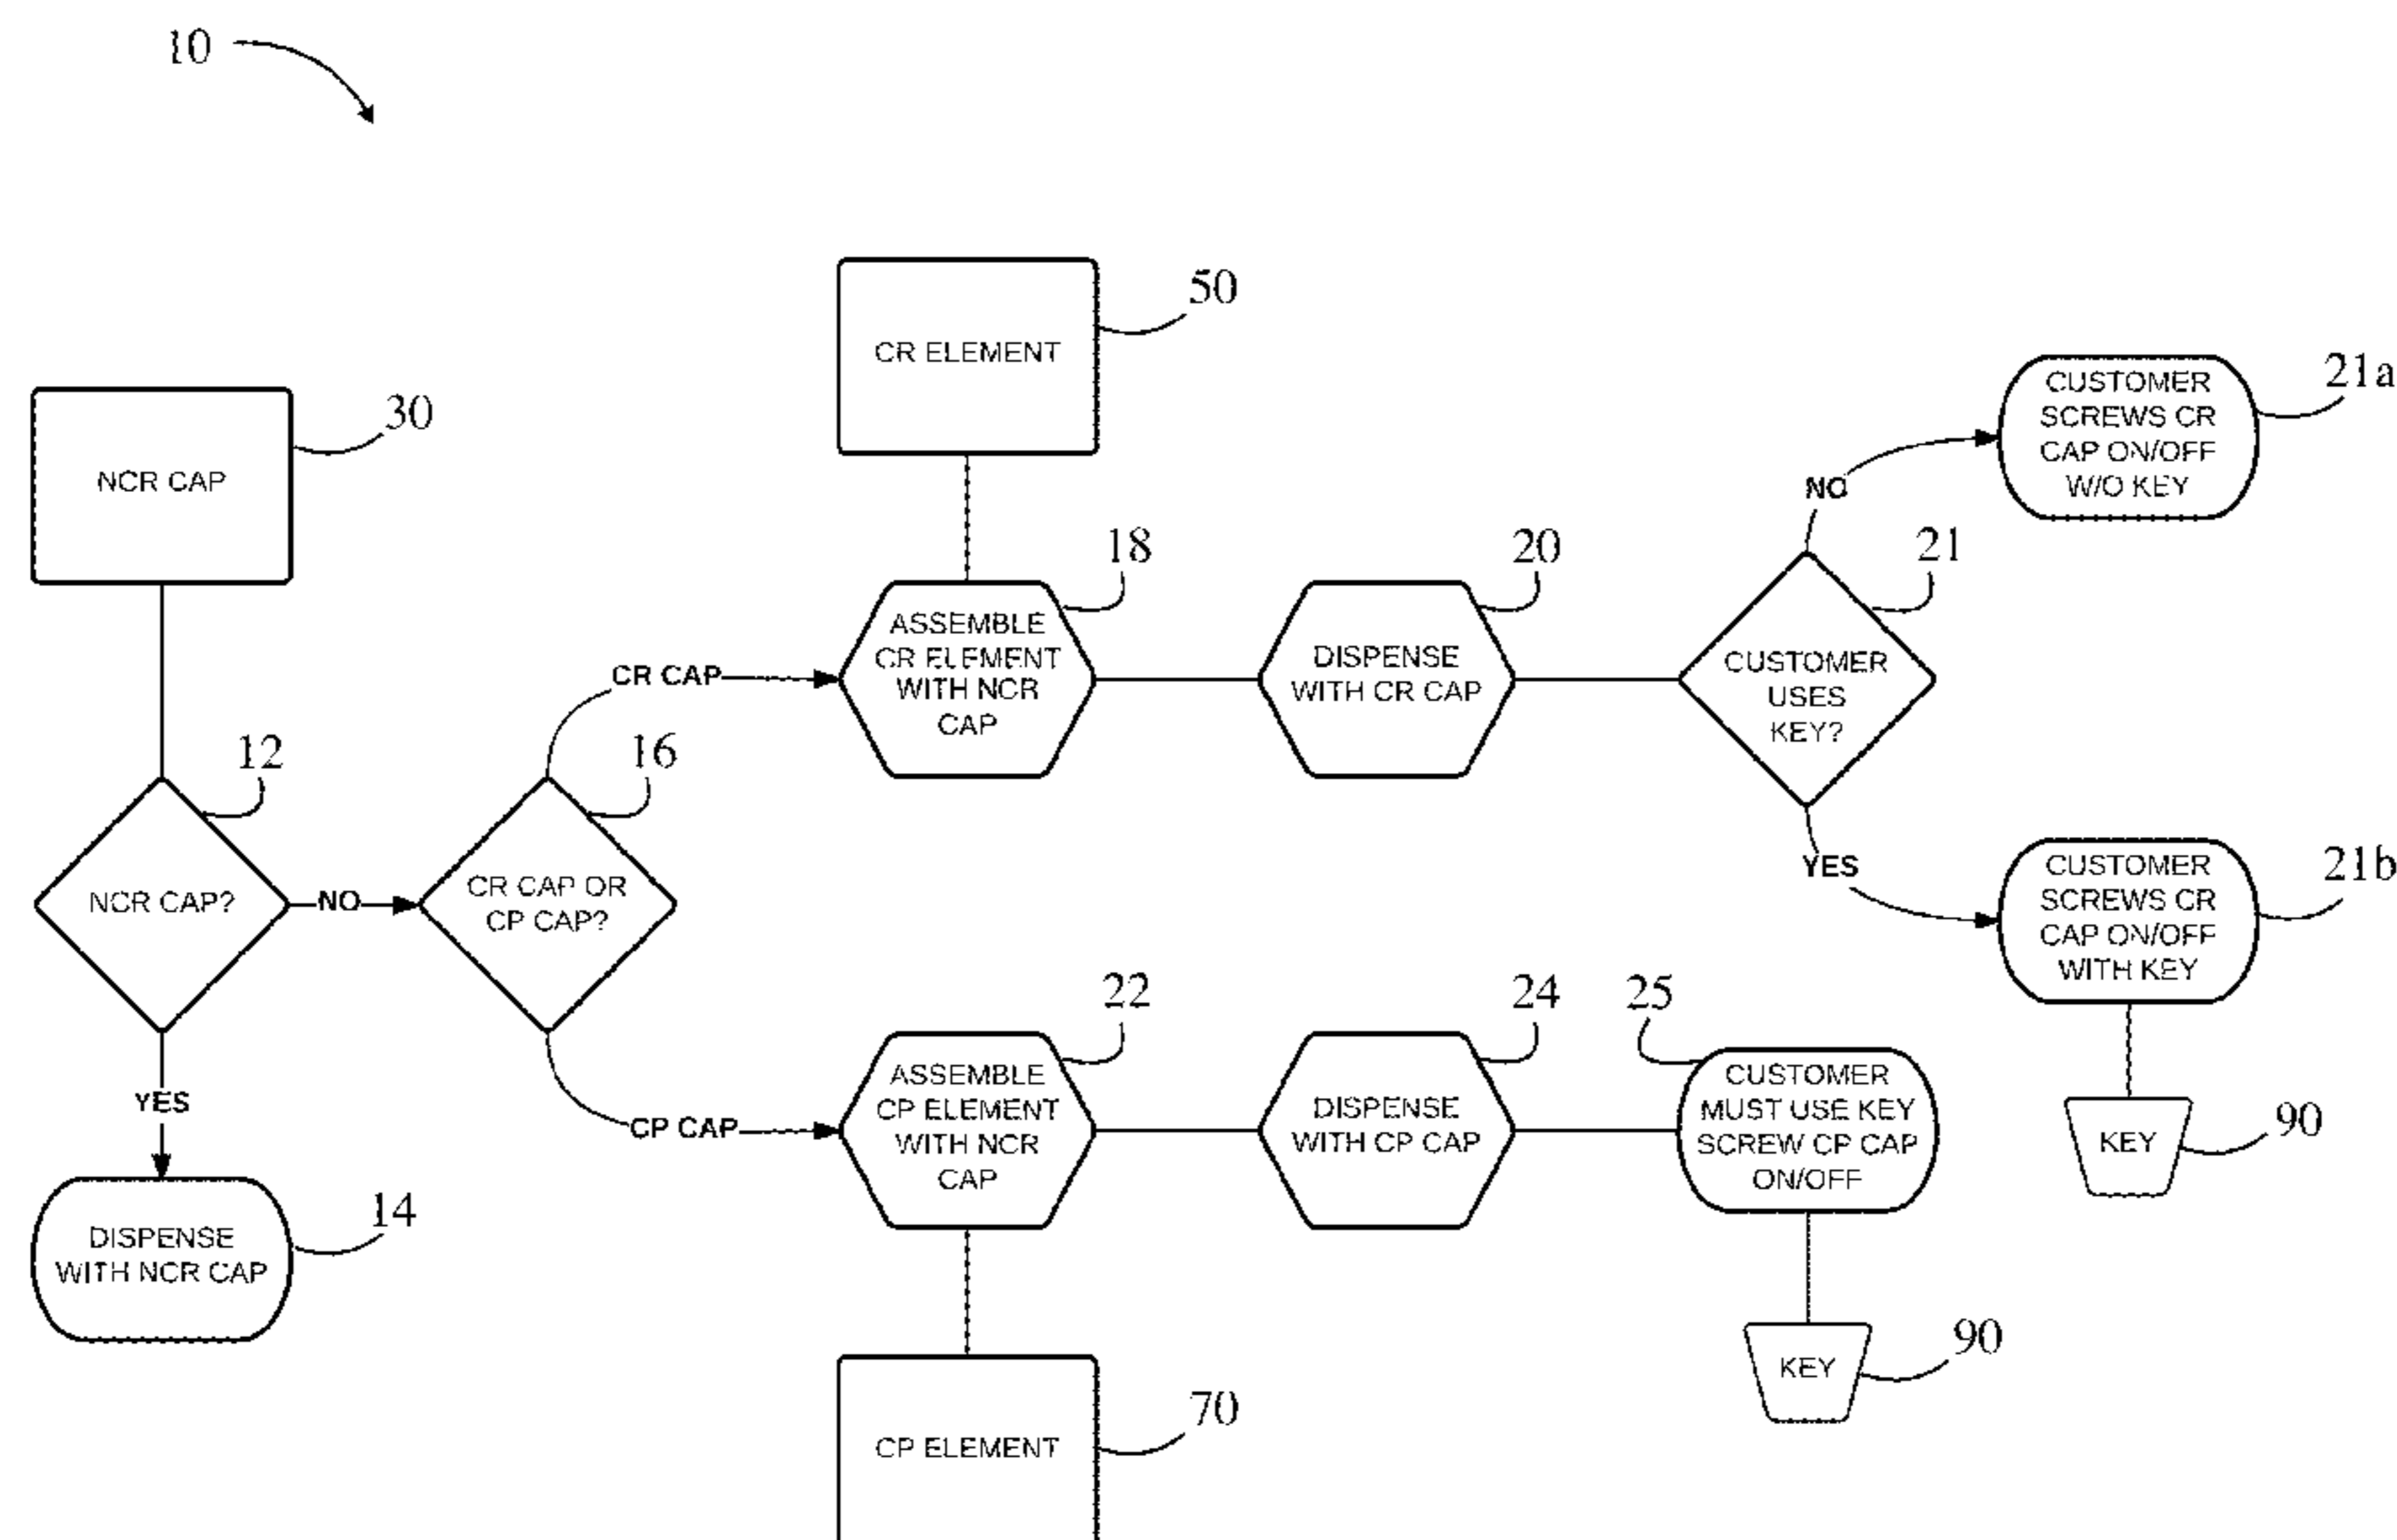 10
CR ELEMENT
50
NCR CAP
30
CUSTOMER
SCREWS CR
CAP ON/OFF
W/O KEY
21a
NO
ASSEMBLE
CR ELEMENT
WITH NCR
CAP
18
DISPENSE
WITH CR CAP
20
CUSTOMER
USES
KEY?
21
CR CAP
NCR CAP?
12
NO
CR CAP OR
CP CAP?
16
YES
CUSTOMER
SCREWS CR
CAP ON/OFF
WITH KEY
21b
KEY
90
CP CAP
ASSEMBLE
CP ELEMENT
WITH NCR
CAP
22
DISPENSE
WITH CP CAP
24
25
CUSTOMER
MUST USE KEY
SCREW CP CAP
ON/OFF
KEY
90
YES
DISPENSE
WITH NCR CAP
14
CP ELEMENT
70